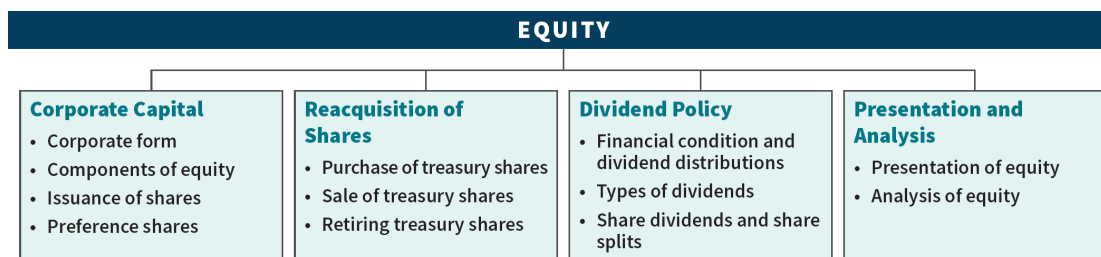 EQUITY
Corporate Capital
• Corporate form
• Components of equity
• Issuance of shares
• Preference shares
Reacquisition of
Shares
• Purchase of treasury shares
• Sale of treasury shares
• Retiring treasury shares
Dividend Policy
• Financial condition and
dividend distributions
• Types of dividends
• Share dividends and share
splits
Presentation and
Analysis
• Presentation of equity
• Analysis of equity